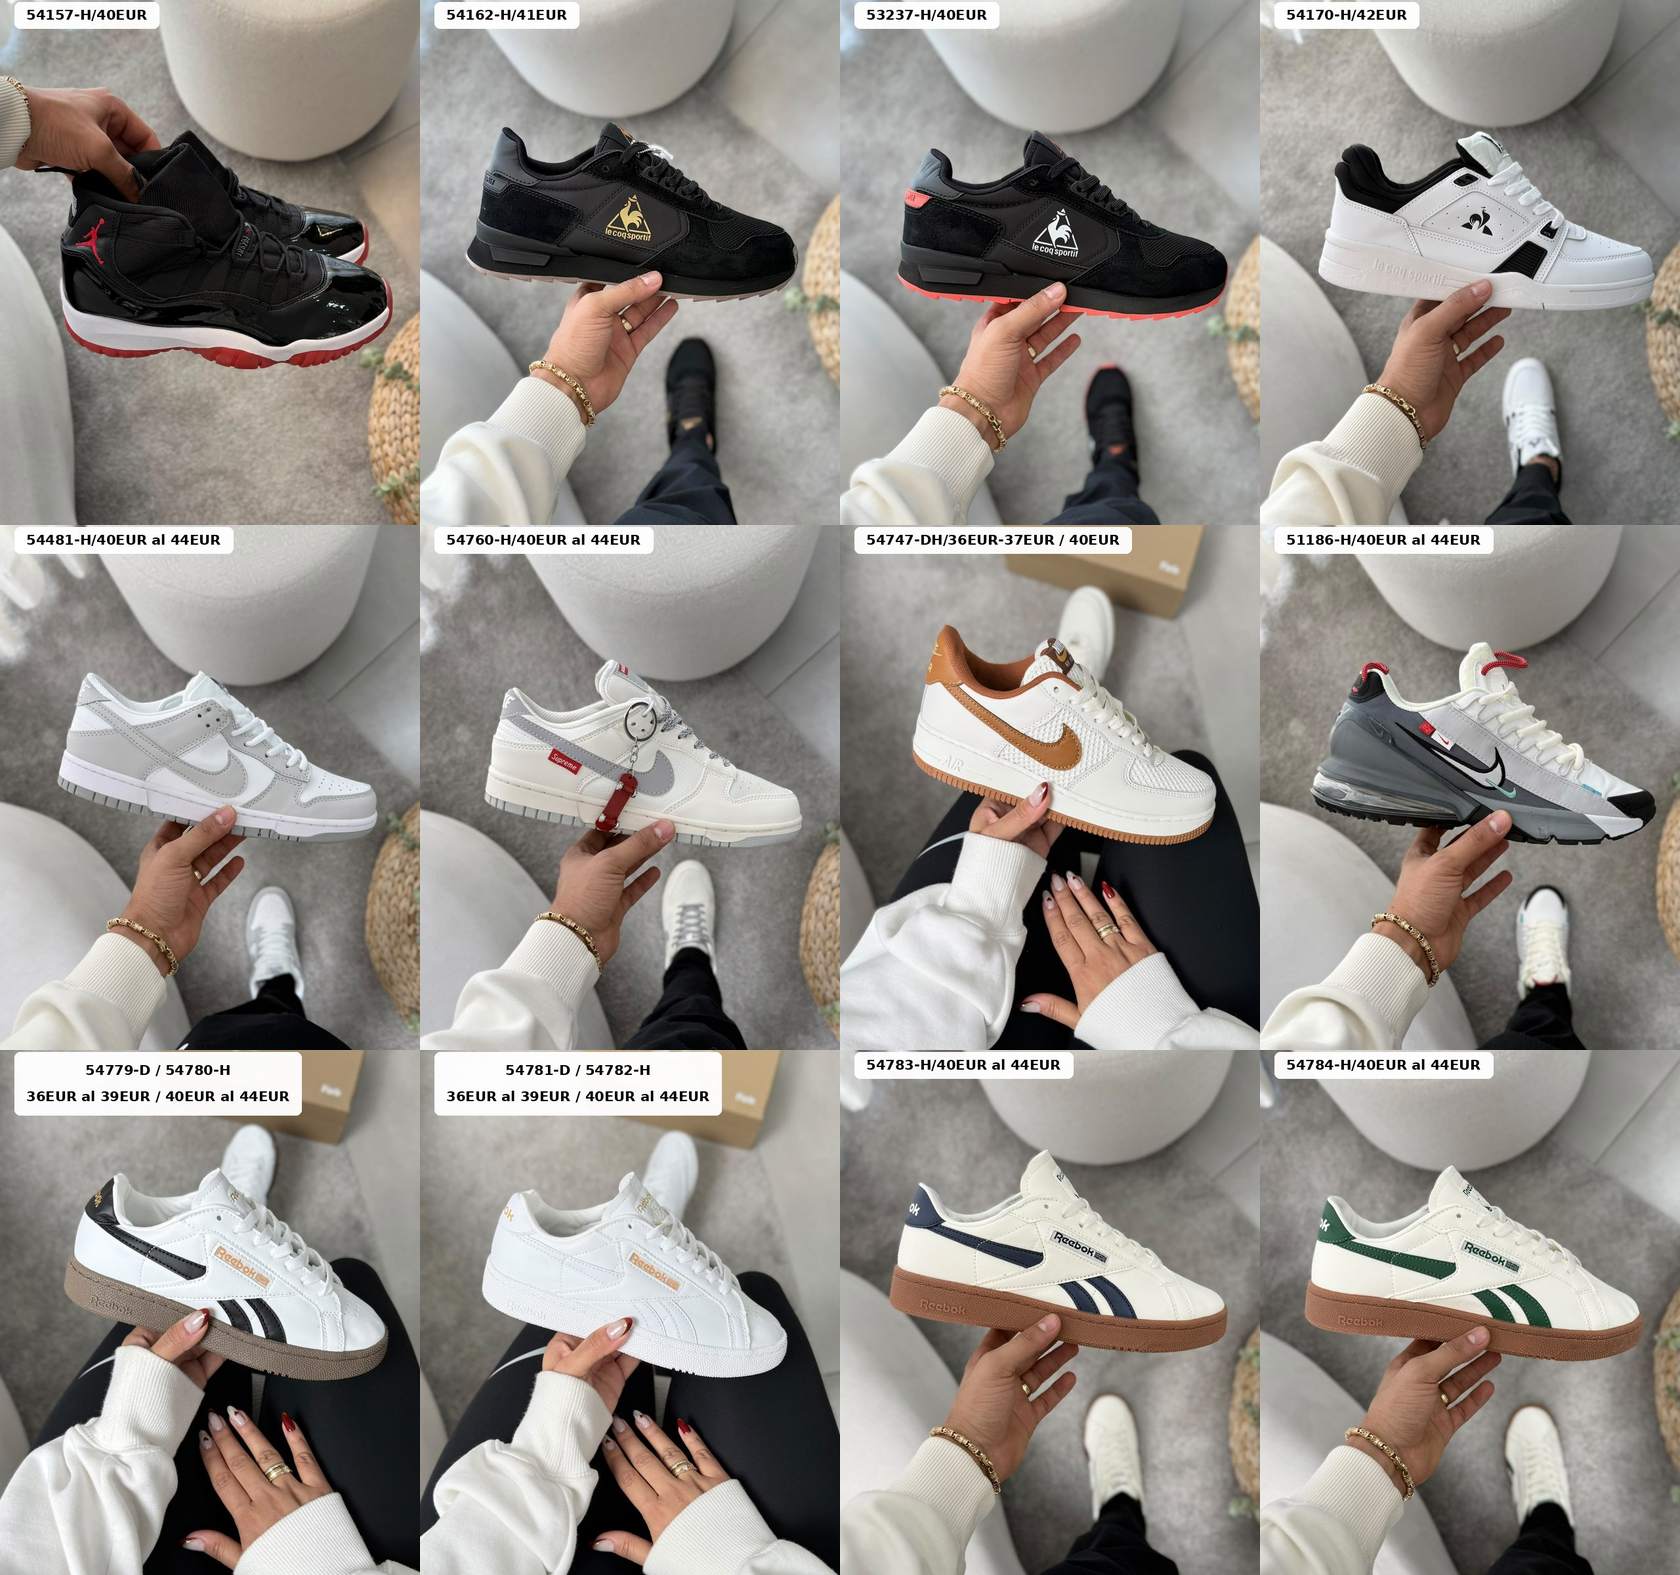 54157-H/40EUR
54162-H/41EUR
le coq sportif
53237-H/40EUR
le coq sportif
54170-H/42EUR
le coq sportif
54481-H/40EUR al 44EUR
54760-H/40EUR al 44EUR
Supreme
54747-DH/36EUR-37EUR / 40EUR
AIR
51186-H/40EUR al 44EUR
54779-D / 54780-H
36EUR al 39EUR / 40EUR al 44EUR
Reebok
Reebok
54781-D / 54782-H
36EUR al 39EUR / 40EUR al 44EUR
ok
Reebok
54783-H/40EUR al 44EUR
ok
Reebok
Reebok
54784-H/40EUR al 44EUR
ok
Reebok
Reebok